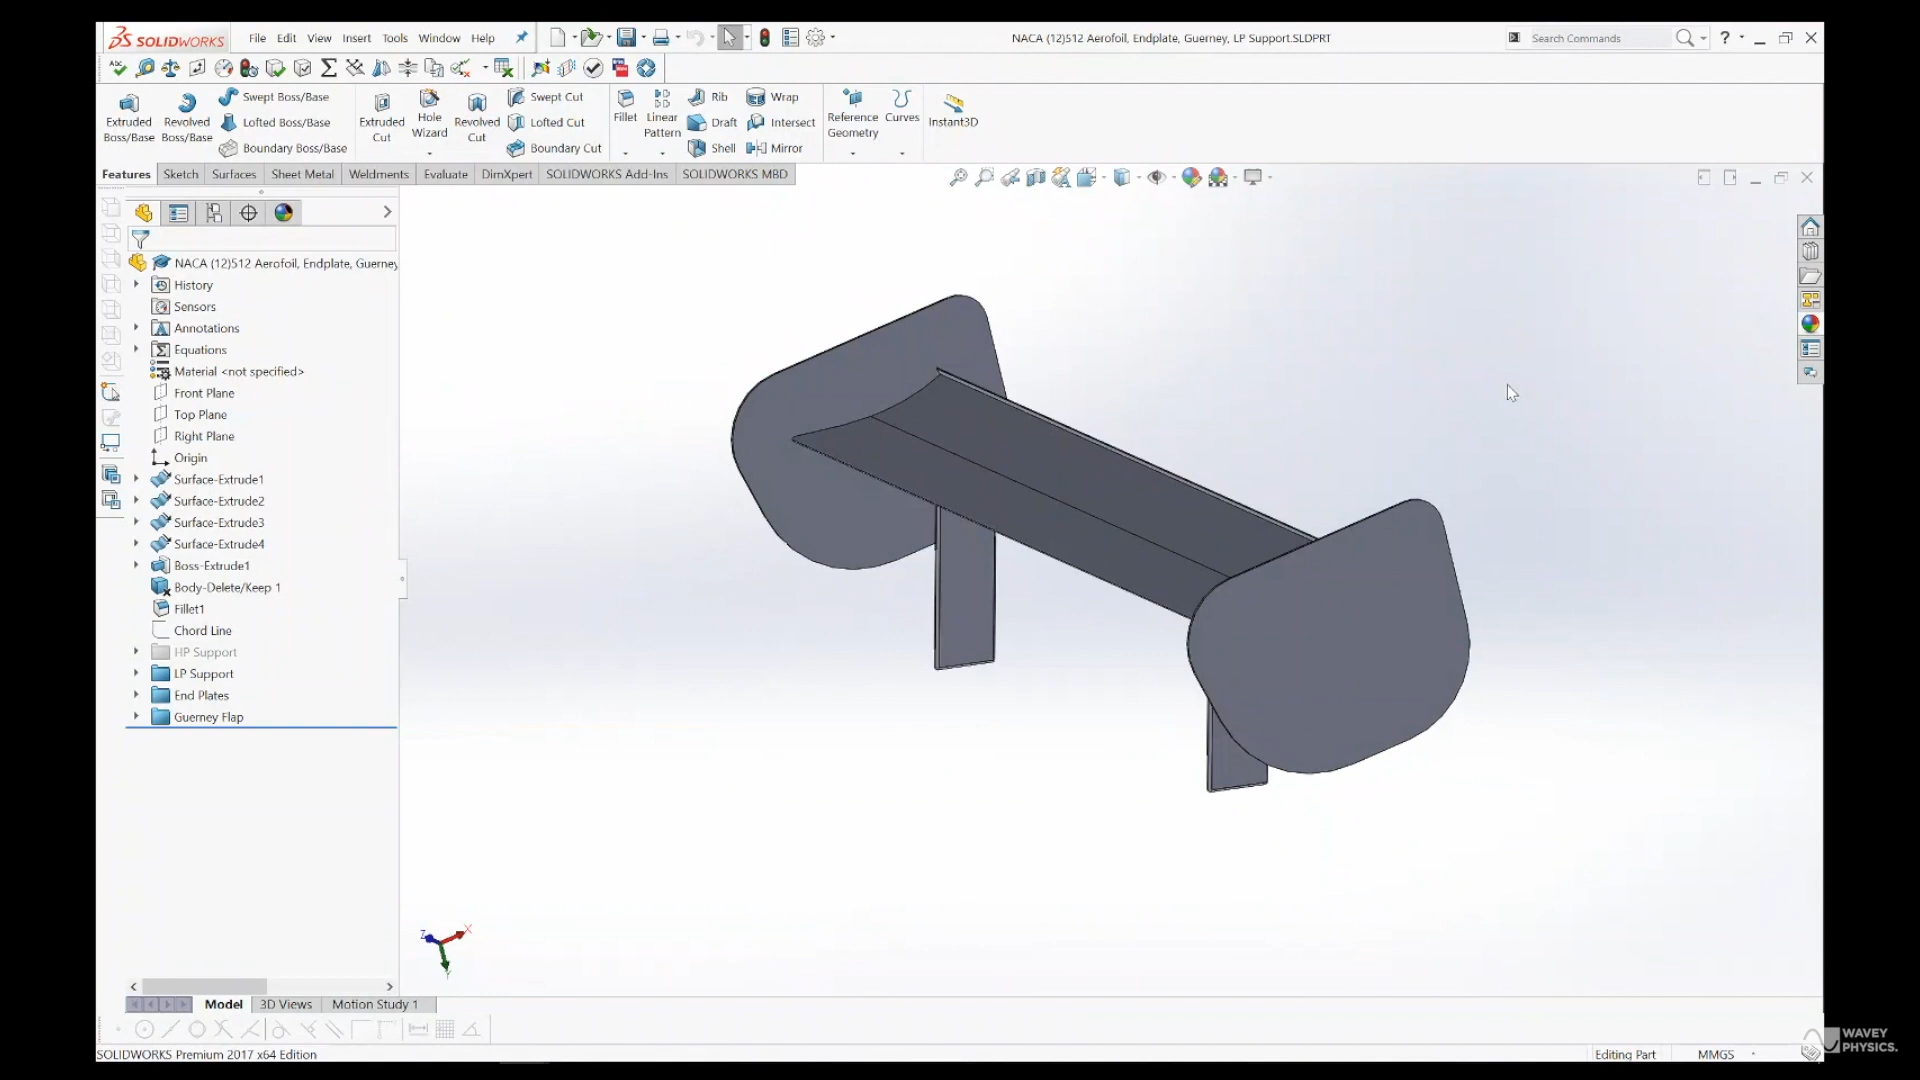 SOLIDWORKS File Edit View Insert Tools Window Help NACA (12)512 Aerofoil, Endplate, Guerney, LP Support.SLDPRT Search Commands ?
Extruded Boss/Base
Revolved Boss/Base
Swept Boss/Base
Lofted Boss/Base
Boundary Boss/Base
Extruded Cut
Hole Wizard
Revolved Cut
Swept Cut
Lofted Cut
Boundary Cut
Fillet
Linear Pattern
Rib
Draft
Shell
Wrap
Intersect
Mirror
Reference Geometry
Curves
Instant3D
Features Sketch Surfaces Sheet Metal Weldments Evaluate DimXpert SOLIDWORKS Add-Ins SOLIDWORKS MBD
NACA (12)512 Aerofoil, Endplate, Guerney
History
Sensors
Annotations
Equations
Material <not specified>
Front Plane
Top Plane
Right Plane
Origin
Surface-Extrude1
Surface-Extrude2
Surface-Extrude3
Surface-Extrude4
Boss-Extrude1
Body-Delete/Keep 1
Fillet1
Chord Line
HP Support
LP Support
End Plates
Guerney Flap
Z X
Y
Model 3D Views Motion Study 1
SOLIDWORKS Premium 2017 x64 Edition Editing Part MMGS
WAVEY
PHYSICS.